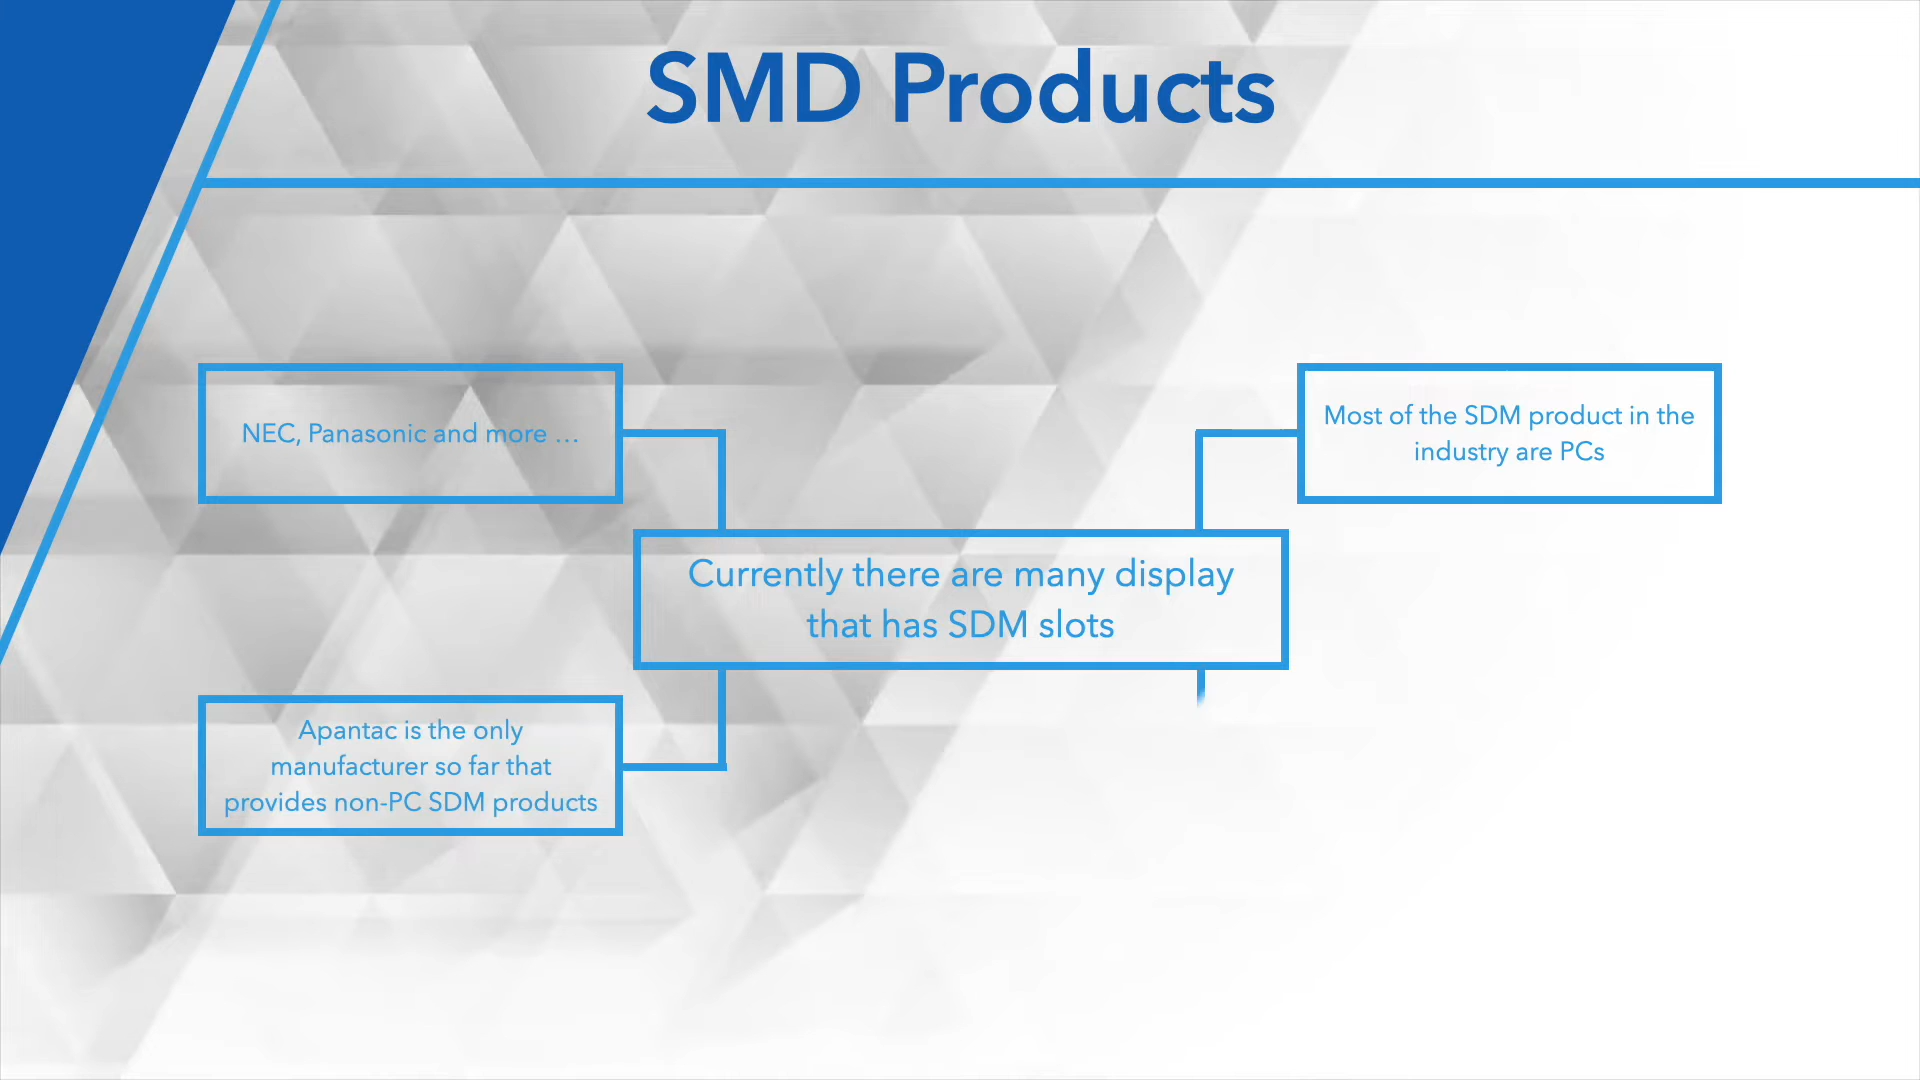 SMD Products
NEC, Panasonic and more ...
Most of the SDM product in the
industry are PCs
Currently there are many display
that has SDM slots
Apantac is the only
manufacturer so far that
provides non-PC SDM products